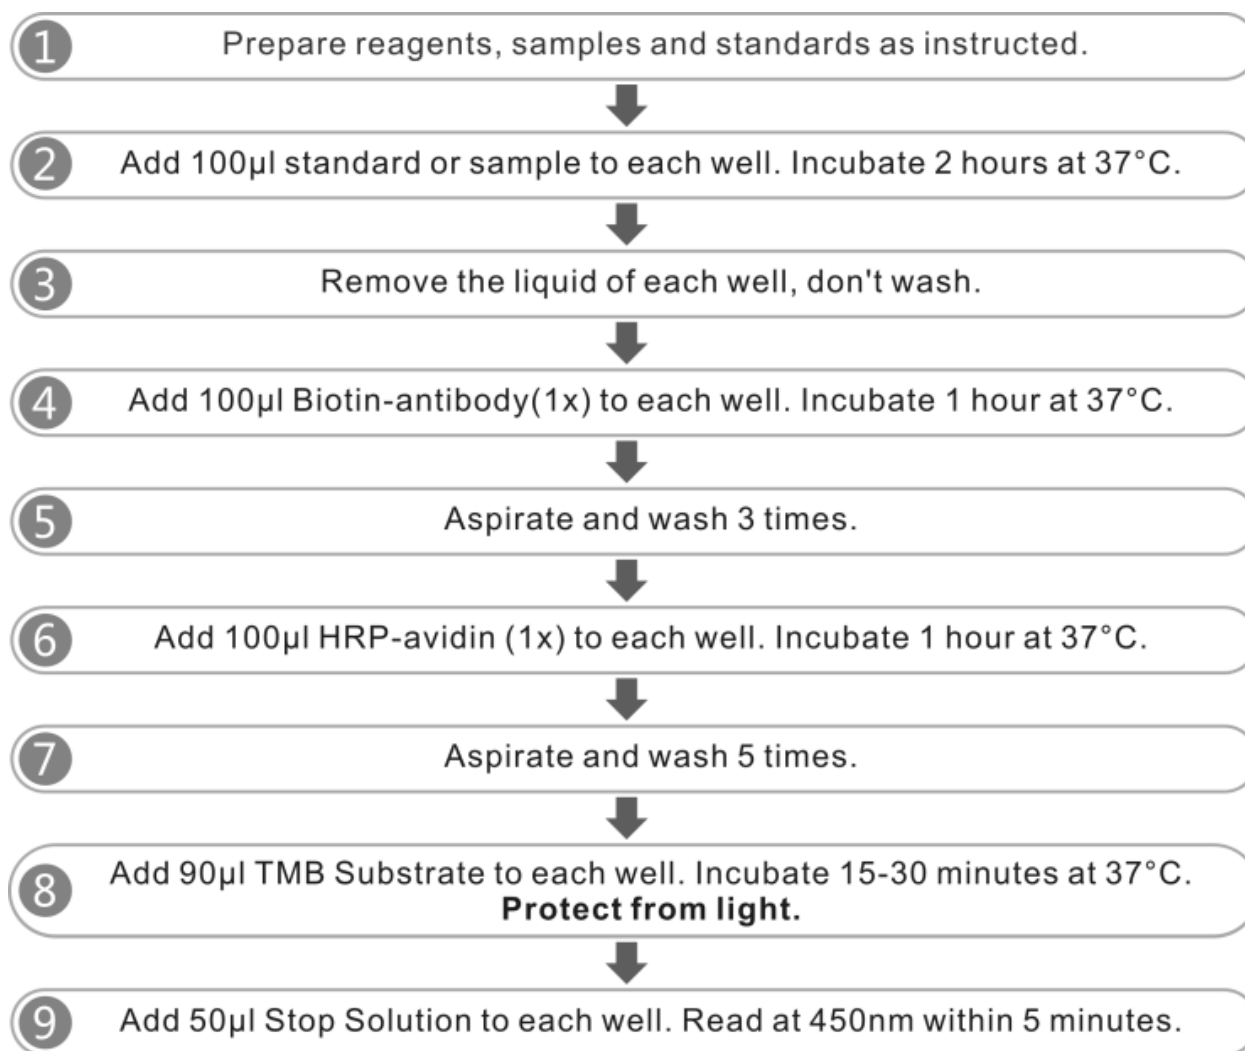 1 Prepare reagents, samples and standards as instructed.
2 Add 100µl standard or sample to each well. Incubate 2 hours at 37°C.
3 Remove the liquid of each well, don't wash.
4 Add 100µl Biotin-antibody(1x) to each well. Incubate 1 hour at 37°C.
5 Aspirate and wash 3 times.
6 Add 100µl HRP-avidin (1x) to each well. Incubate 1 hour at 37°C.
7 Aspirate and wash 5 times.
8 Add 90µl TMB Substrate to each well. Incubate 15-30 minutes at 37°C.
Protect from light.
9 Add 50µl Stop Solution to each well. Read at 450nm within 5 minutes.